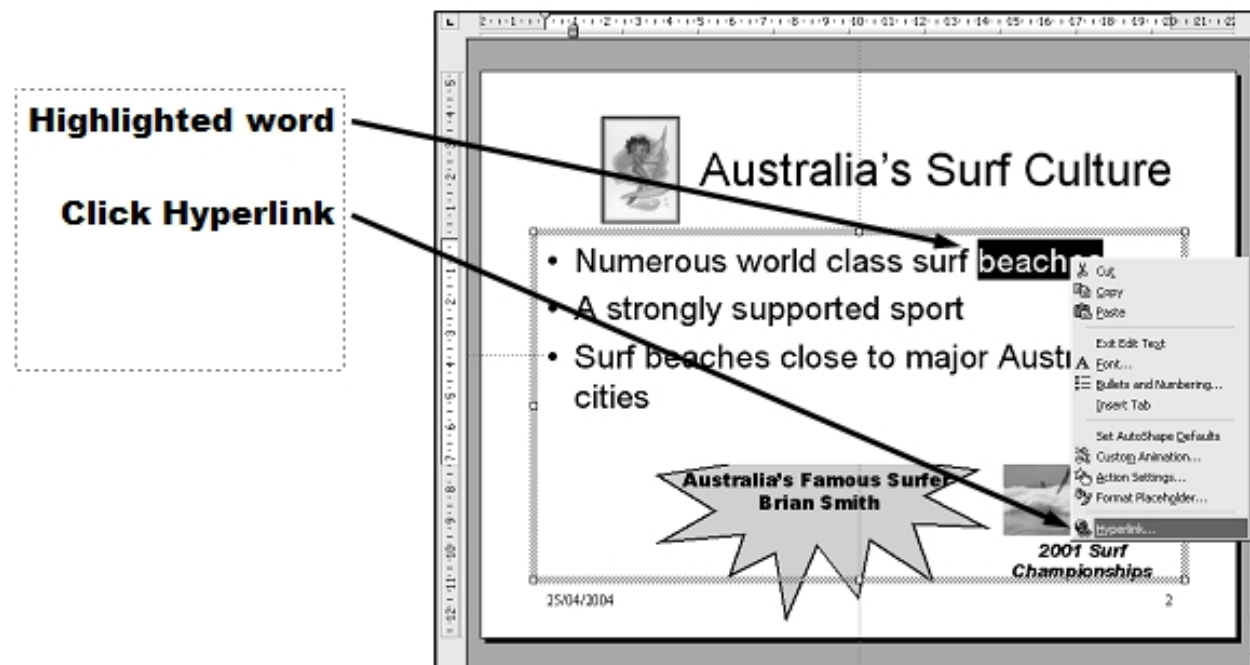 Highlighted word
Click Hyperlink
Australia's Surf Culture
• Numerous world class surf
• A strongly supported sport
• Surf beaches close to major
cities
Cut
Copy
Paste
Exit Edit Text
Font...
Bullets and Numbering...
Insert Tab
Set AutoShape Defaults
Custom Animation...
Action Settings...
Format Placeholder...
Hyperlink...
Australia's Famous Surfer
Brian Smith
2001 Surf
Championships
25/04/2004
2